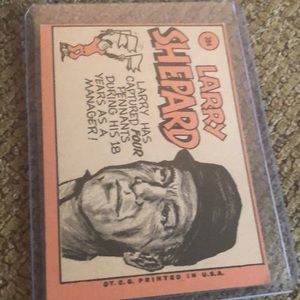 LARRY
SHEPARD
LARRY HAS
CAPTURED FOUR
PENNANTS
DURING HIS 18
YEARS AS A
MANAGER!
©T.C.G. PRINTED IN U.S.A.